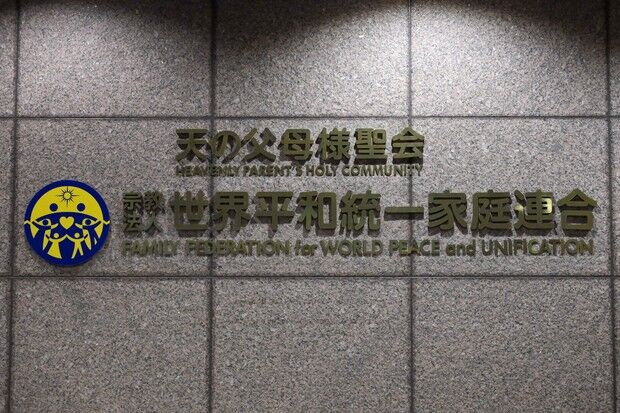 天の父母様聖会
HEAVENLY PARENT'S HOLY COMMUNITY
宗教法人 世界平和統一家庭連合
FAMILY FEDERATION for WORLD PEACE and UNIFICATION